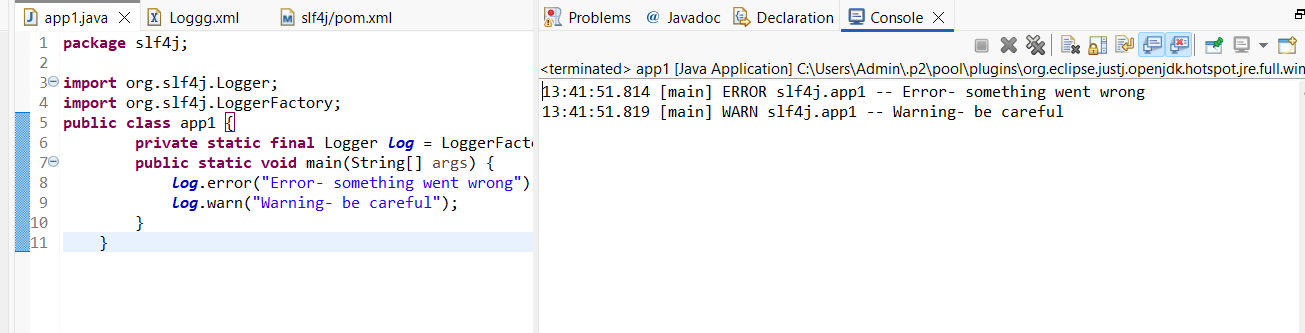 app1.java
Loggg.xml
slf4j/pom.xml
1 package slf4j;
2
3 import org.slf4j.Logger;
4 import org.slf4j.LoggerFactory;
5 public class app1 {
6 private static final Logger log = LoggerFacto
7 public static void main(String[] args) {
8 log.error("Error- something went wrong")
9 log.warn("Warning- be careful");
10 }
11 }
Problems @ Javadoc Declaration Console
<terminated> app1 [Java Application] C:\Users\Admin\.p2\pool\plugins\org.eclipse.justj.openjdk.hotspot.jre.full.win
13:41:51.814 [main] ERROR slf4j.app1 -- Error- something went wrong
13:41:51.819 [main] WARN slf4j.app1 -- Warning- be careful